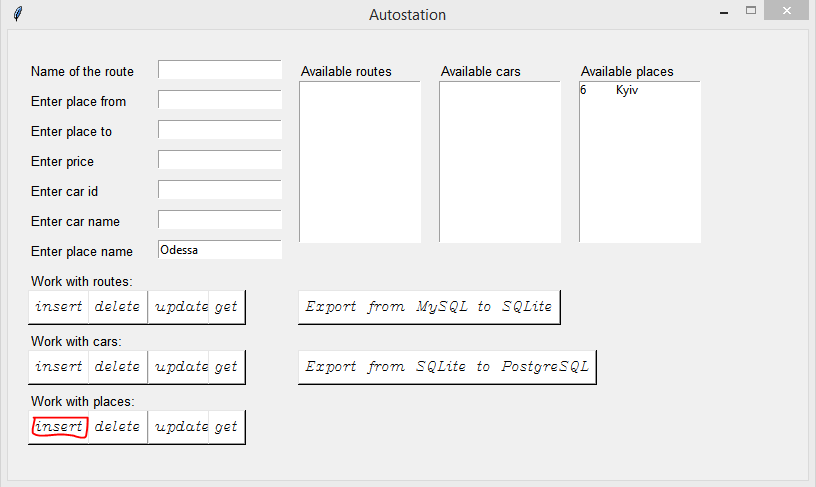 Autostation
Name of the route
Available routes
Available cars
Available places
Enter place from
6 Kyiv
Enter place to
Enter price
Enter car id
Enter car name
Enter place name
Odessa
Work with routes:
insert delete update get
Export from MySQL to SQLite
Work with cars:
insert delete update get
Export from SQLite to PostgreSQL
Work with places:
insert delete update get